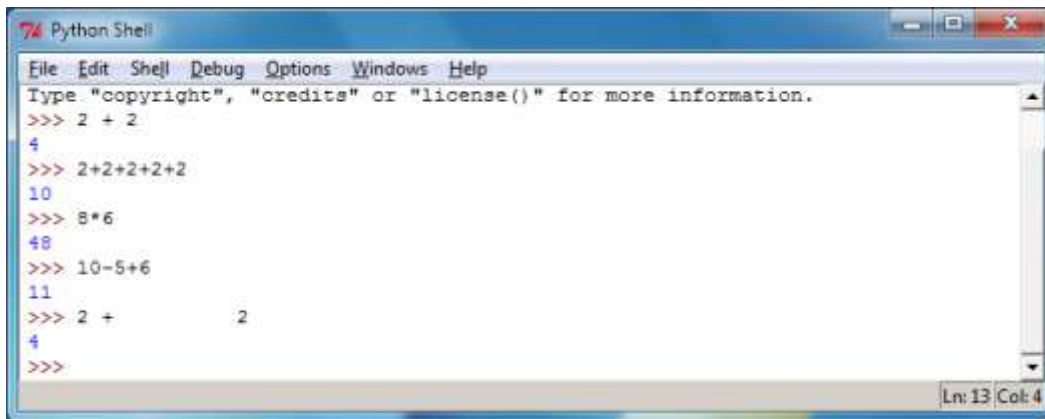 Python Shell
File Edit Shell Debug Options Windows Help
Type "copyright", "credits" or "license()" for more information.
>>> 2 + 2
4
>>> 2+2+2+2+2
10
>>> 8*6
48
>>> 10-5+6
11
>>> 2 +            2
4
>>>
Ln: 13 Col: 4